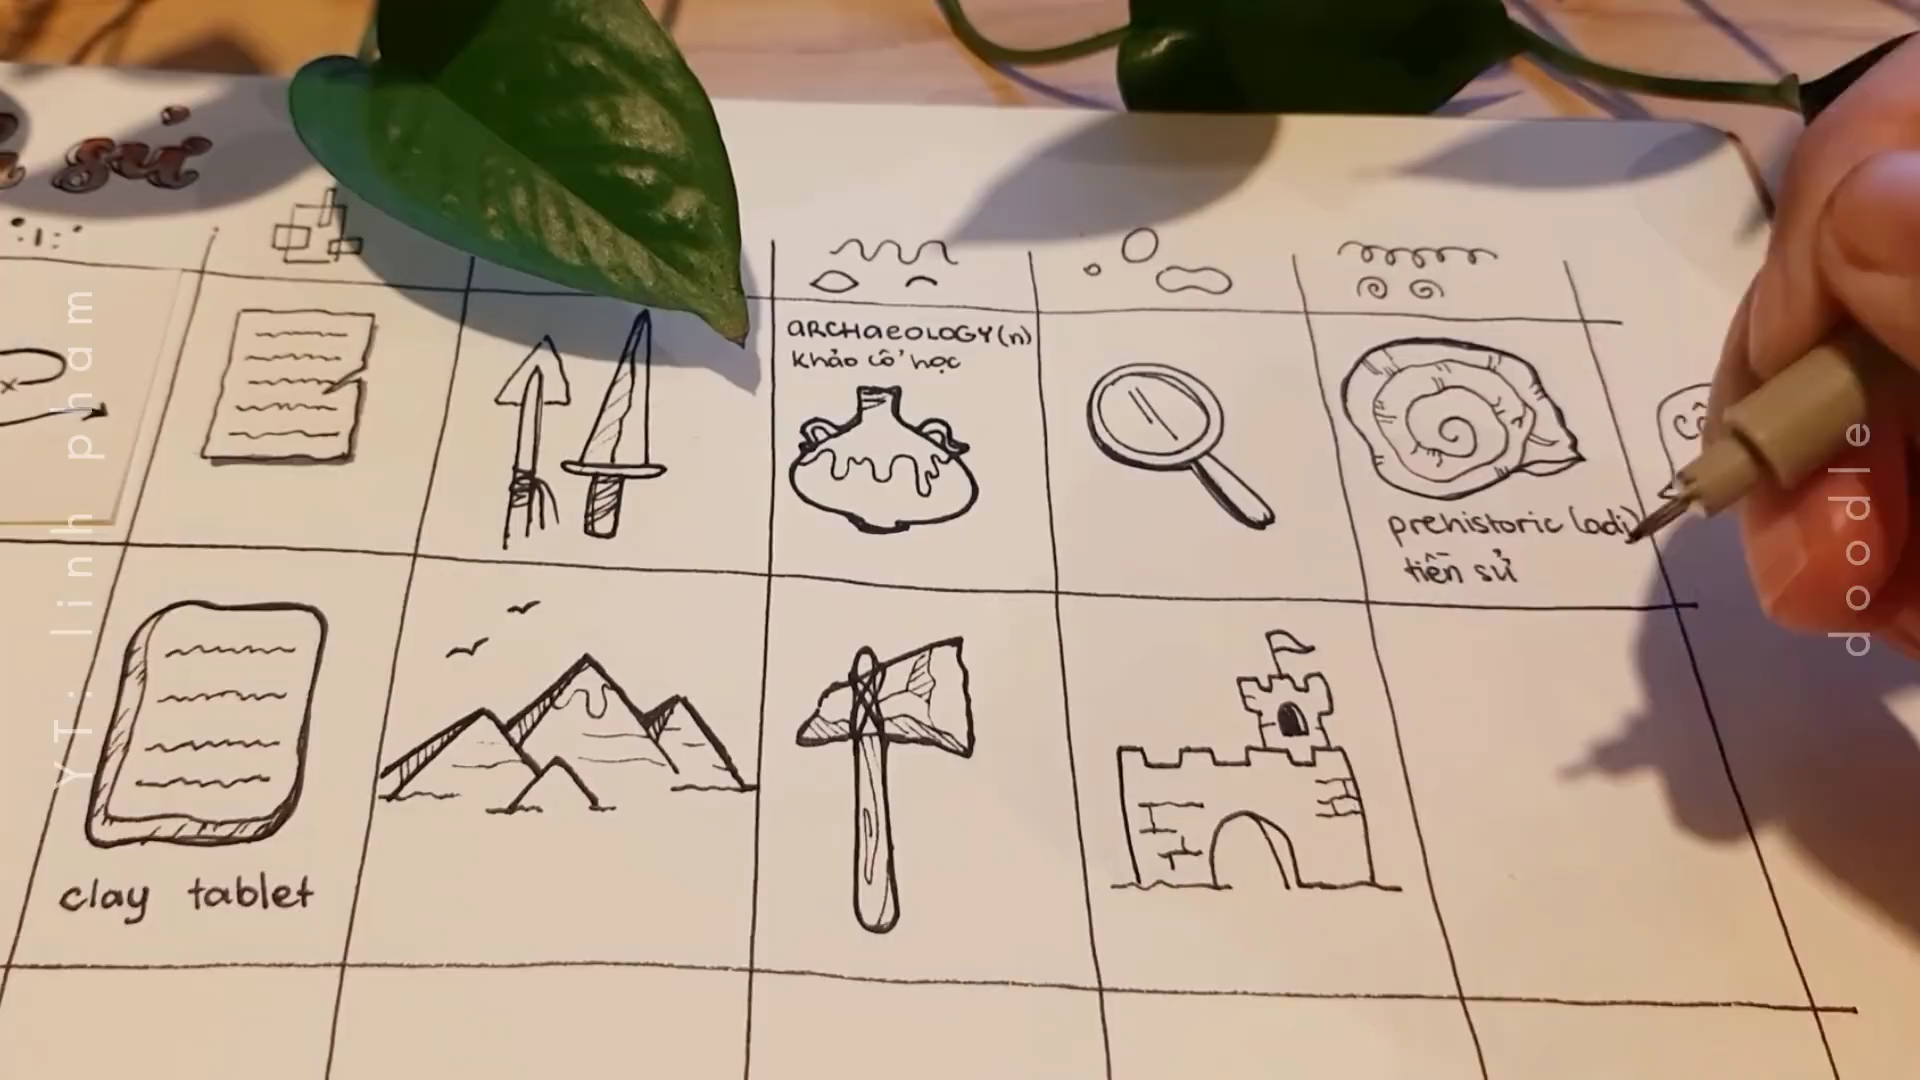 sử
ARCHAEOLOGY (n)
khảo cổ học
prehistoric (adj)
tiền sử
clay tablet
YT: linh pham
doodle